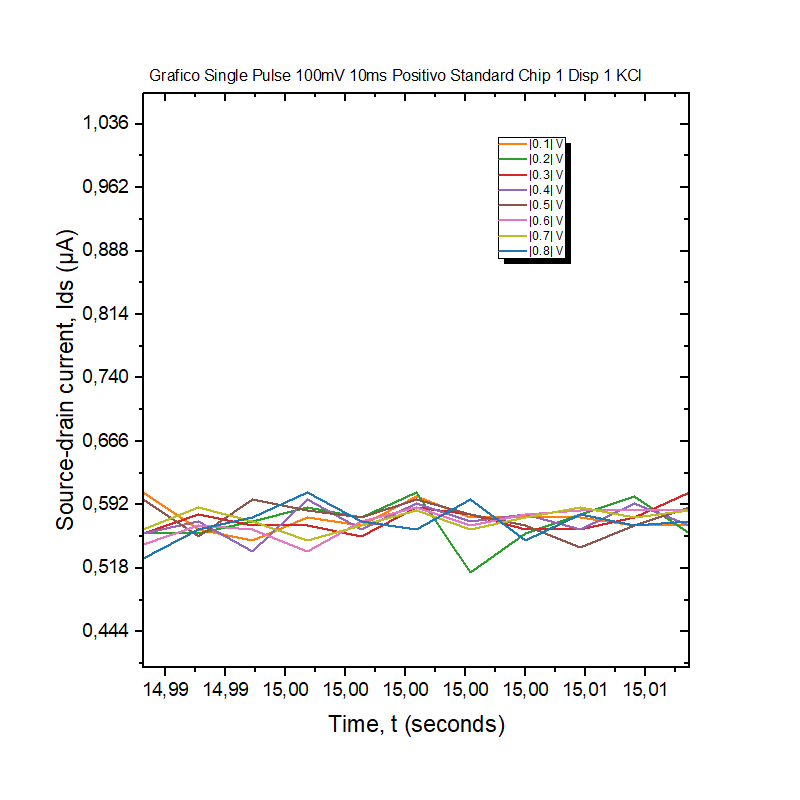 Grafico Single Pulse 100mV 10ms Positivo Standard Chip 1 Disp 1 KCl
1,036
0,962
0,888
0,814
0,740
0,666
0,592
0,518
0,444
Source-drain current, Ids (µA)
|0.1| V
|0.2| V
|0.3| V
|0.4| V
|0.5| V
|0.6| V
|0.7| V
|0.8| V
14,99 14,99 15,00 15,00 15,00 15,00 15,00 15,01 15,01
Time, t (seconds)